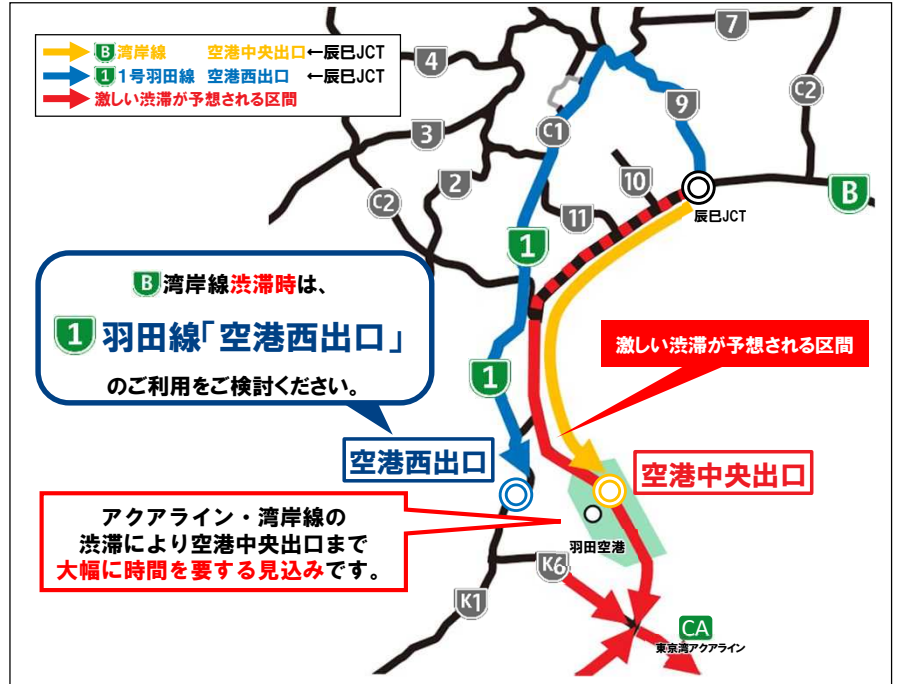 B 湾岸線 空港中央出口←辰巳JCT
1 1号羽田線 空港西出口 ←辰巳JCT
激しい渋滞が予想される区間
7
4
C2
9
3
C1
2
10
C2
11
B
辰巳JCT
1
B 湾岸線渋滞時は、
1 羽田線「空港西出口」
のご利用をご検討ください。
激しい渋滞が予想される区間
1
空港西出口
空港中央出口
アクアライン・湾岸線の
渋滞により空港中央出口まで
大幅に時間を要する見込みです。
羽田空港
K6
K1
CA
東京湾アクアライン